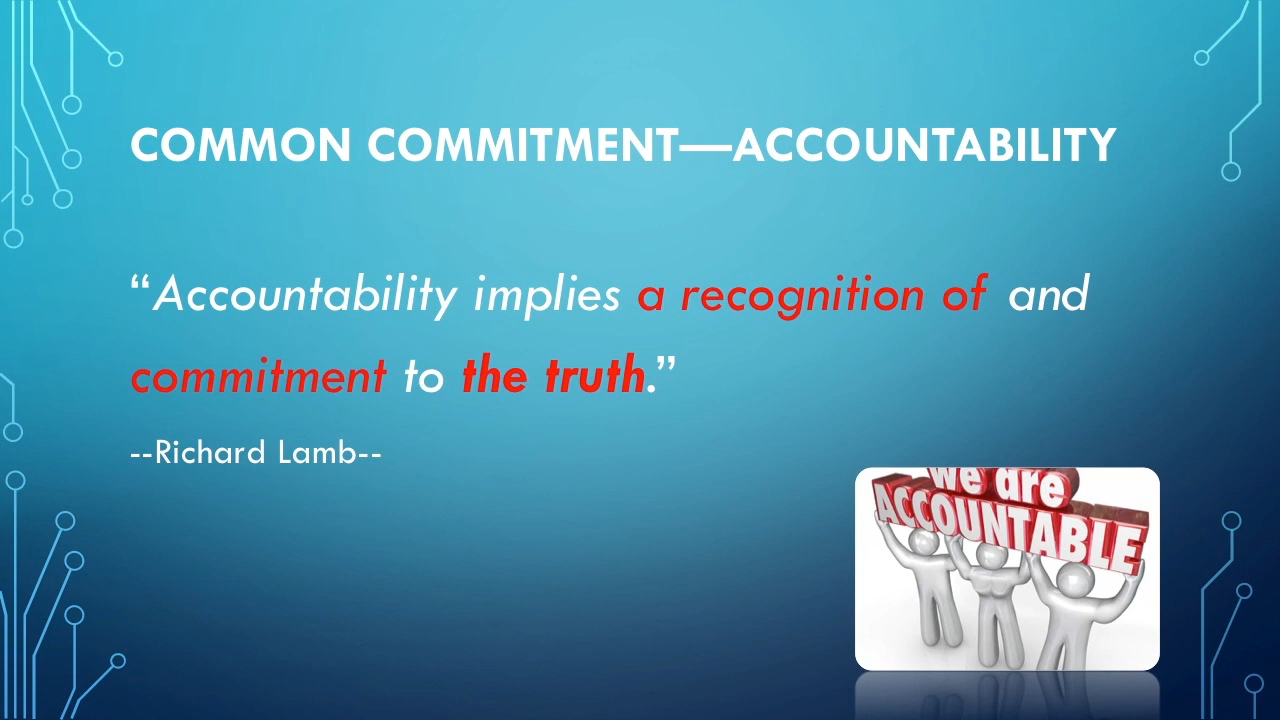 COMMON COMMITMENT—ACCOUNTABILITY
“Accountability implies a recognition of and
commitment to the truth.”
--Richard Lamb--
We are
ACCOUNTABLE